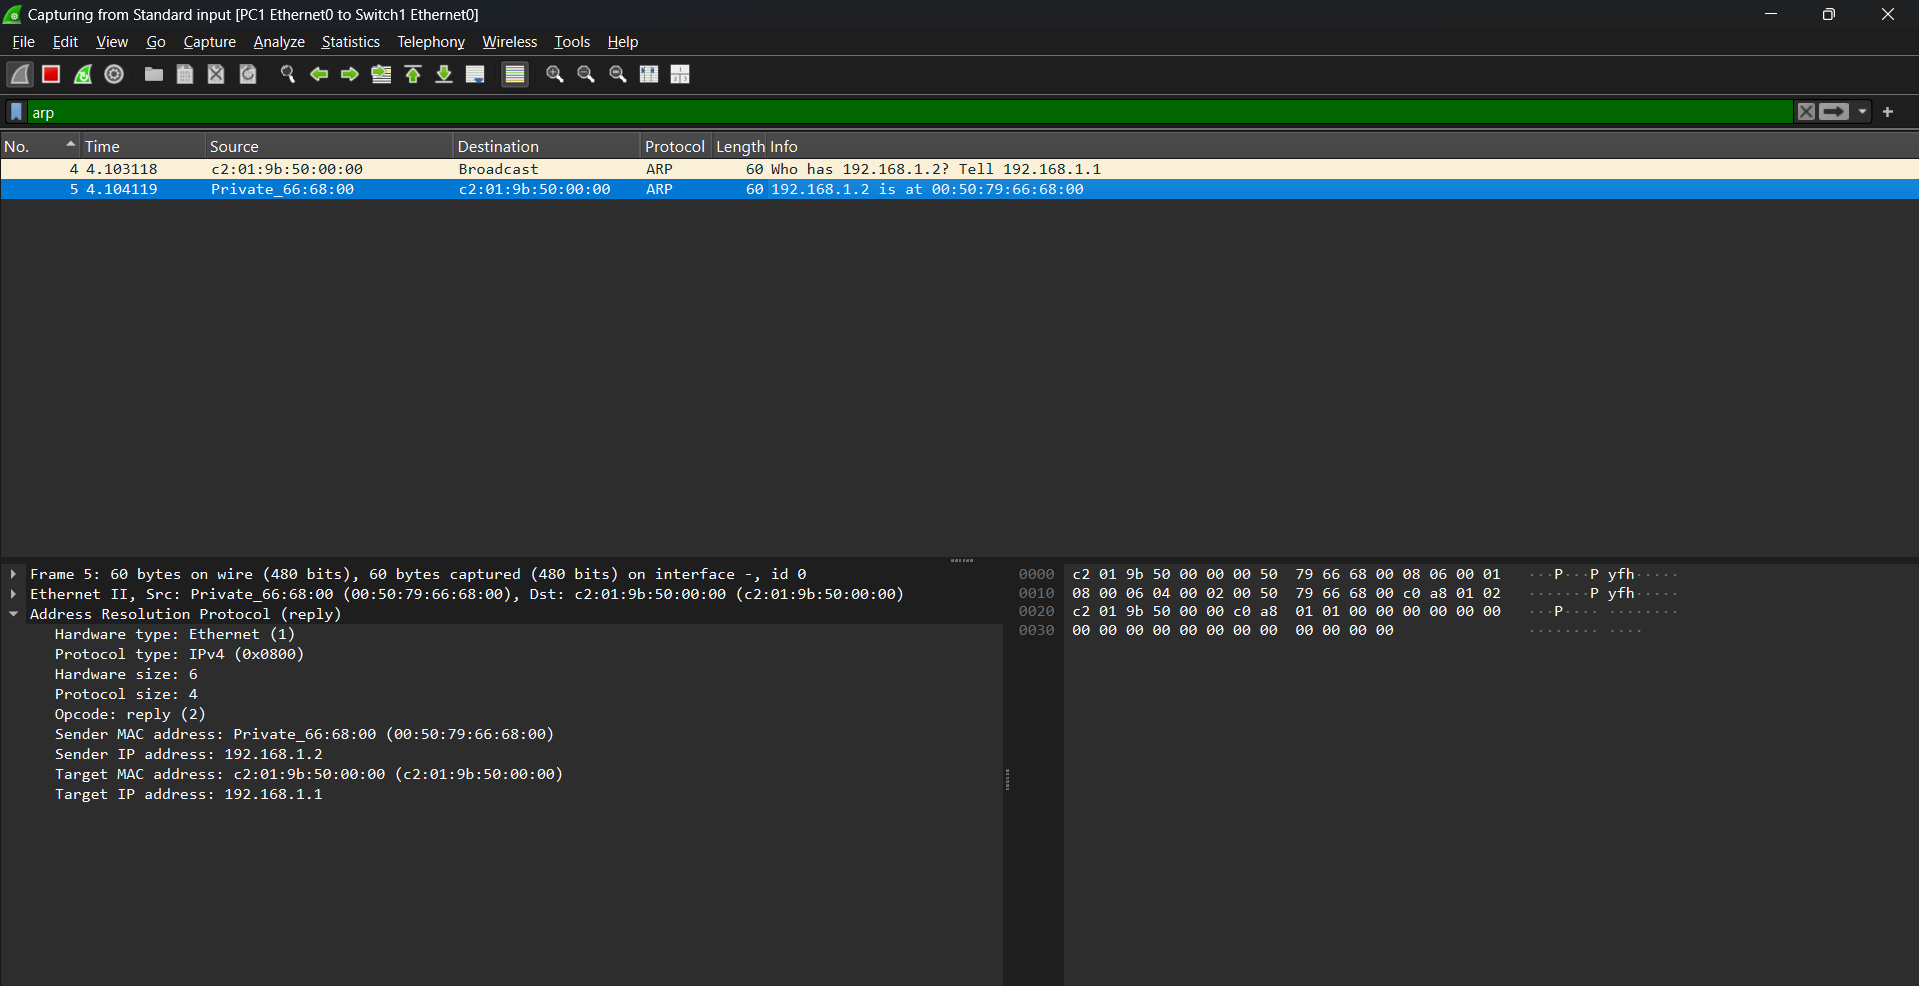 Capturing from Standard input [PC1 Ethernet0 to Switch1 Ethernet0]
File Edit View Go Capture Analyze Statistics Telephony Wireless Tools Help
arp
No. Time Source Destination Protocol Length Info
4 4.103118 c2:01:9b:50:00:00 Broadcast ARP 60 Who has 192.168.1.2? Tell 192.168.1.1
5 4.104119 Private_66:68:00 c2:01:9b:50:00:00 ARP 60 192.168.1.2 is at 00:50:79:66:68:00
Frame 5: 60 bytes on wire (480 bits), 60 bytes captured (480 bits) on interface -, id 0
Ethernet II, Src: Private_66:68:00 (00:50:79:66:68:00), Dst: c2:01:9b:50:00:00 (c2:01:9b:50:00:00)
Address Resolution Protocol (reply)
Hardware type: Ethernet (1)
Protocol type: IPv4 (0x0800)
Hardware size: 6
Protocol size: 4
Opcode: reply (2)
Sender MAC address: Private_66:68:00 (00:50:79:66:68:00)
Sender IP address: 192.168.1.2
Target MAC address: c2:01:9b:50:00:00 (c2:01:9b:50:00:00)
Target IP address: 192.168.1.1
0000 c2 01 9b 50 00 00 00 50 79 66 68 00 08 06 00 01 ···P···P yfh·····
0010 08 00 06 04 00 02 00 50 79 66 68 00 c0 a8 01 02 ·······P yfh·····
0020 c2 01 9b 50 00 00 c0 a8 01 01 00 00 00 00 00 00 ···P···· ········
0030 00 00 00 00 00 00 00 00 00 00 00 00 ········ ····